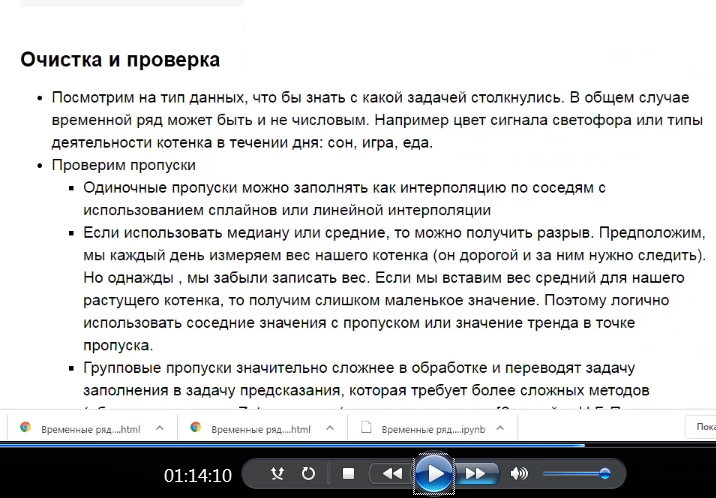 Очистка и проверка
• Посмотрим на тип данных, что бы знать с какой задачей столкнулись. В общем случае
временной ряд может быть и не числовым. Например цвет сигнала светофора или типы
деятельности котенка в течении дня: сон, игра, еда.
• Проверим пропуски
▪ Одиночные пропуски можно заполнять как интерполяцию по соседям с
использованием сплайнов или линейной интерполяции
▪ Если использовать медиану или средние, то можно получить разрыв. Предположим,
мы каждый день измеряем вес нашего котенка (он дорогой и за ним нужно следить).
Но однажды , мы забыли записать вес. Если мы вставим вес средний для нашего
растущего котенка, то получим слишком маленькое значение. Поэтому логично
использовать соседние значения с пропуском или значение тренда в точке
пропуска.
▪ Групповые пропуски значительно сложнее в обработке и переводят задачу
заполнения в задачу предсказания, которая требует более сложных методов
Временные ряд....html
Временные ряд....html
Временные ряд....ipynb
Пока
01:14:10